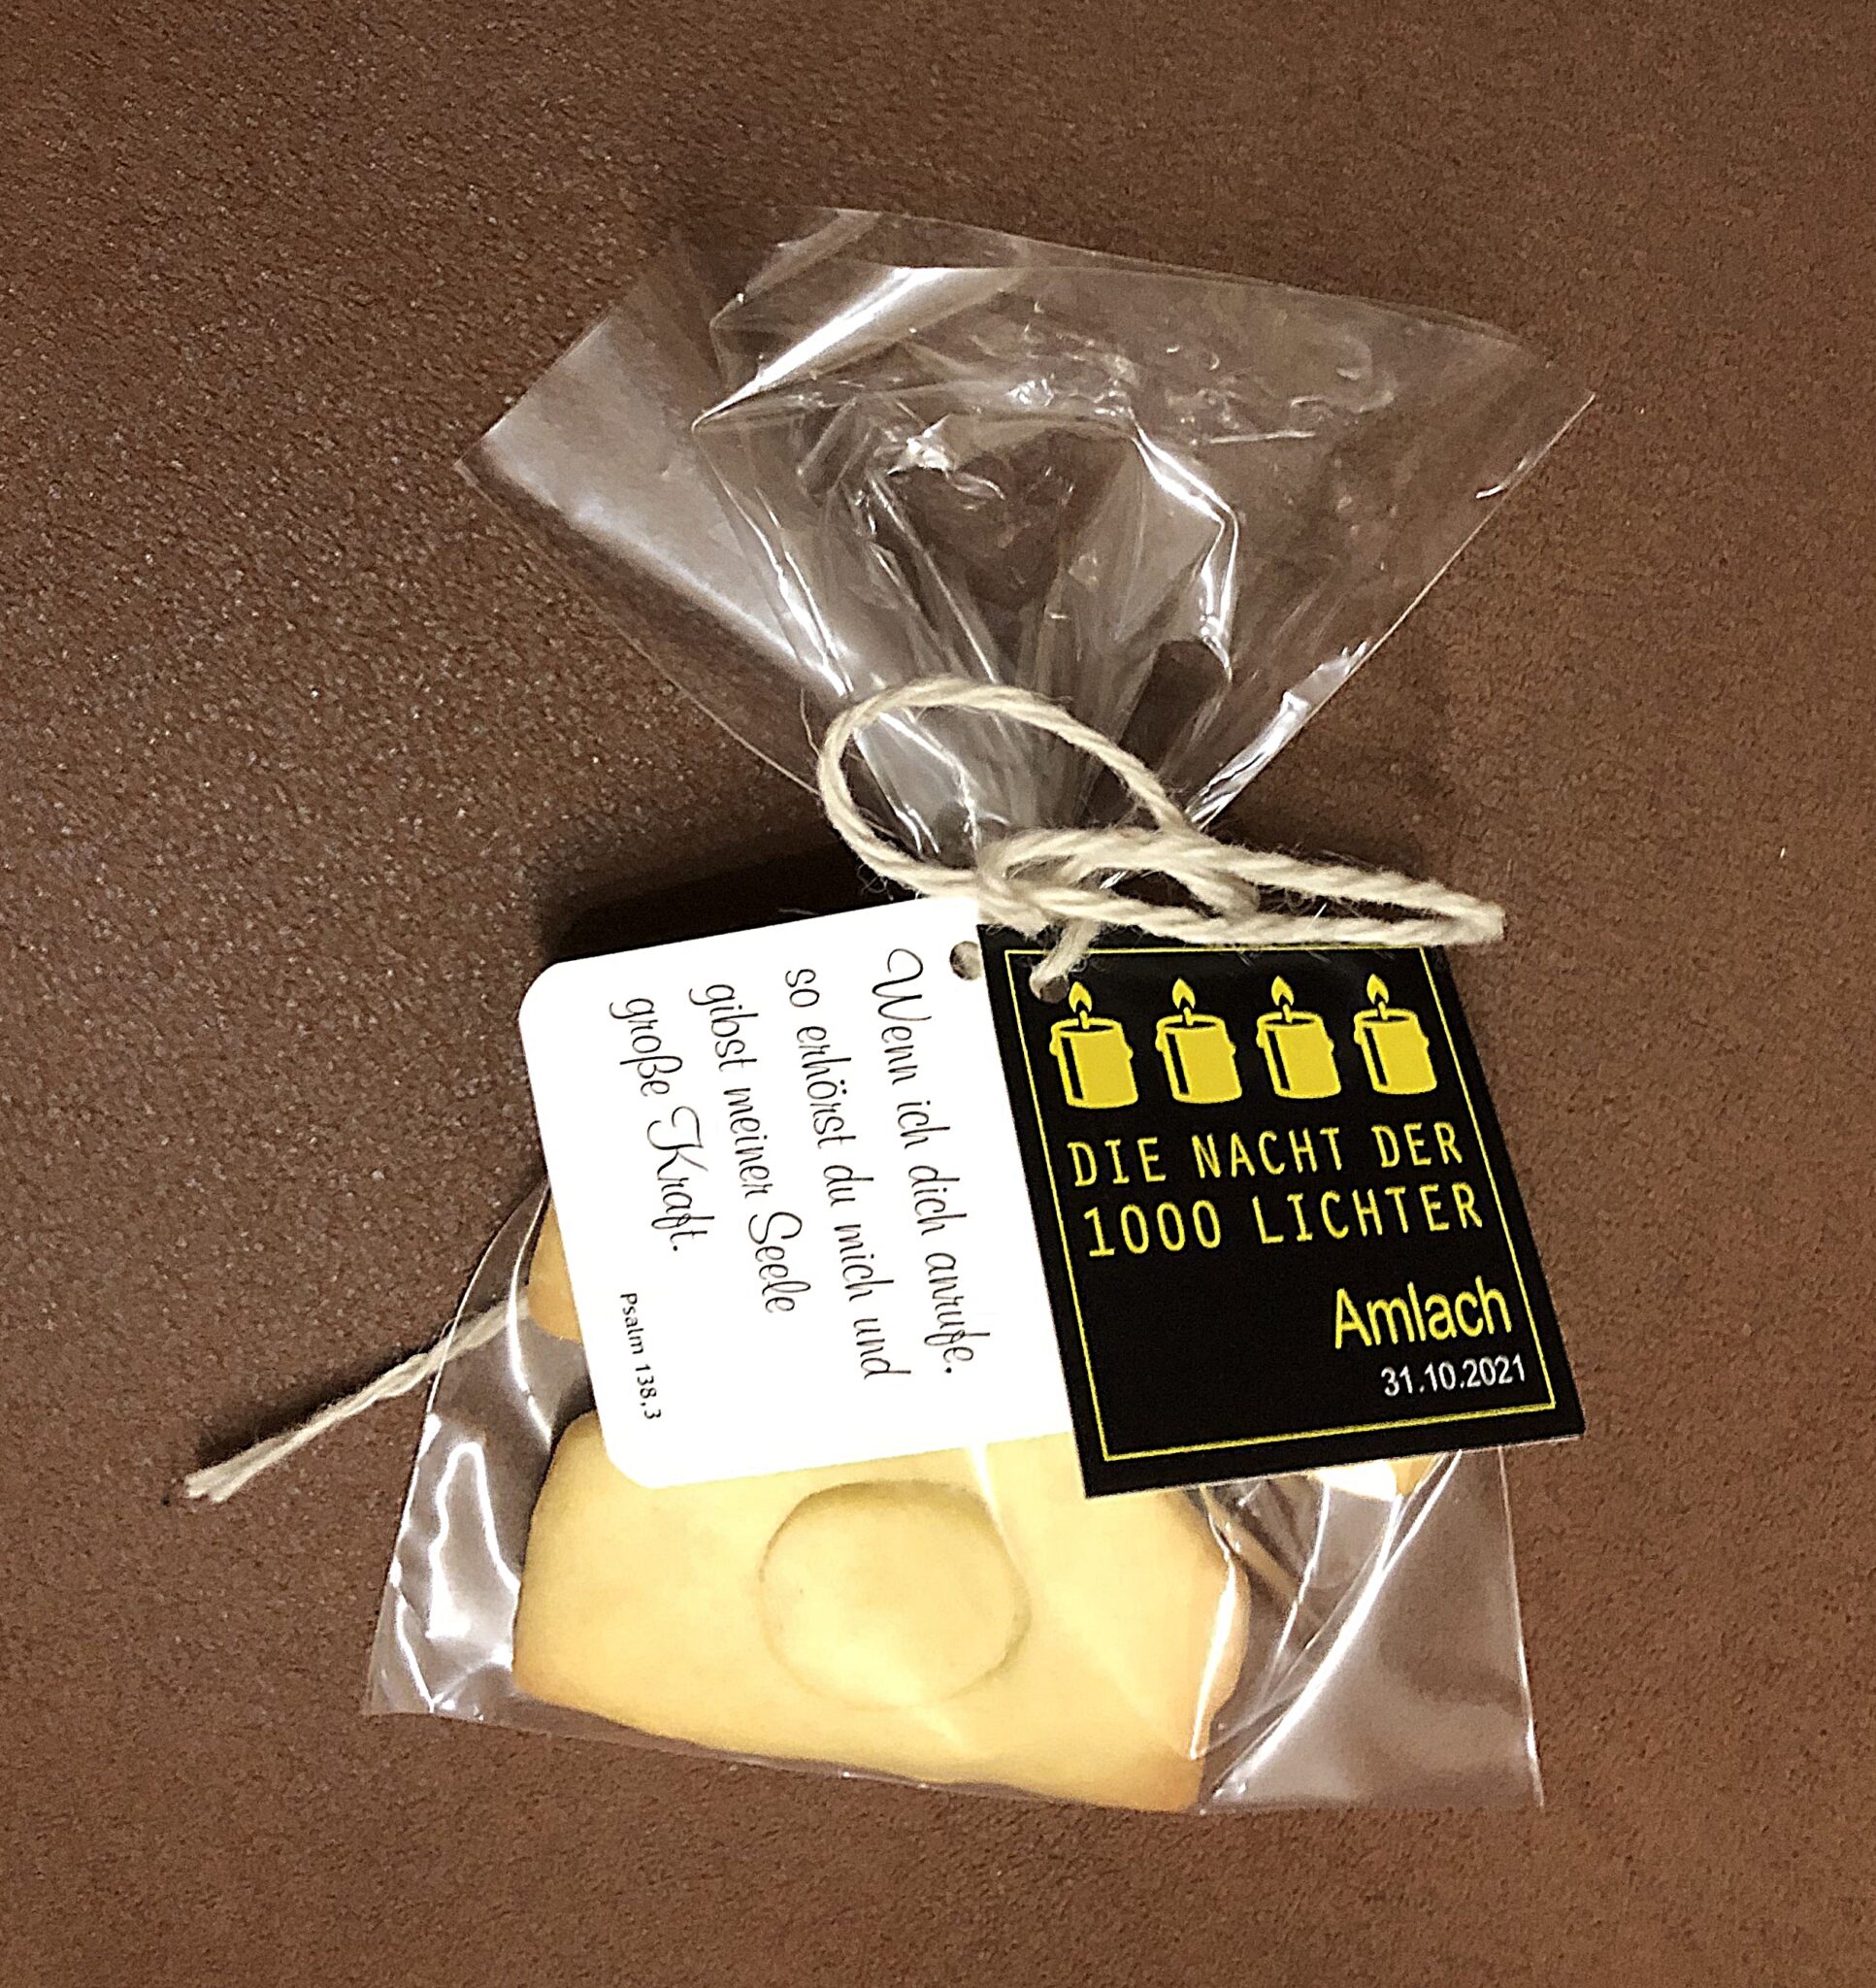 Wenn ich dich anrufe,
so erhörst du mich und
gibst meiner Seele
große Kraft.
Psalm 138,3
DIE NACHT DER
1000 LICHTER
Amlach
31.10.2021